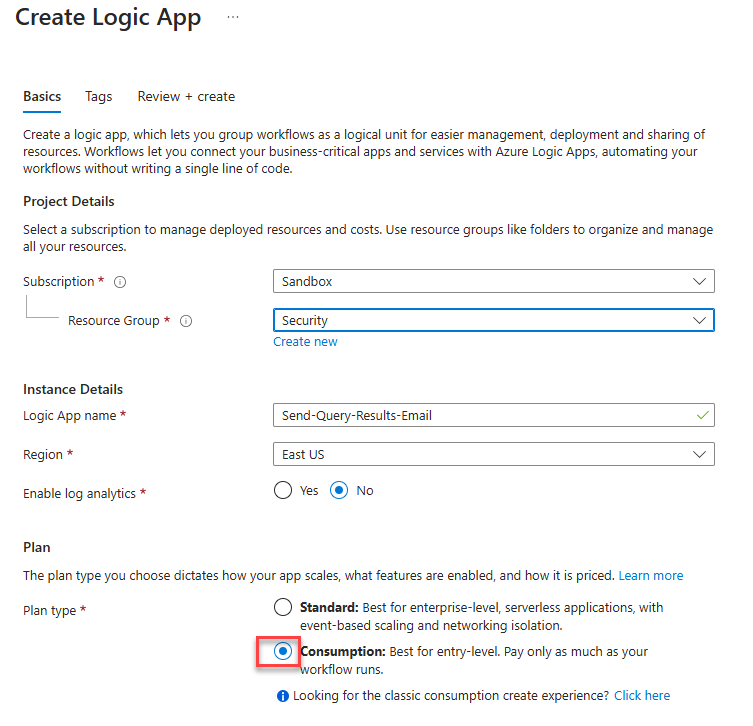 Create Logic App ...
Basics Tags Review + create
Create a logic app, which lets you group workflows as a logical unit for easier management, deployment and sharing of
resources. Workflows let you connect your business-critical apps and services with Azure Logic Apps, automating your
workflows without writing a single line of code.
Project Details
Select a subscription to manage deployed resources and costs. Use resource groups like folders to organize and manage
all your resources.
Subscription * Sandbox
Resource Group * Security
Create new
Instance Details
Logic App name * Send-Query-Results-Email
Region * East US
Enable log analytics * Yes No
Plan
The plan type you choose dictates how your app scales, what features are enabled, and how it is priced. Learn more
Plan type * Standard: Best for enterprise-level, serverless applications, with
event-based scaling and networking isolation.
Consumption: Best for entry-level. Pay only as much as your
workflow runs.
Looking for the classic consumption create experience? Click here